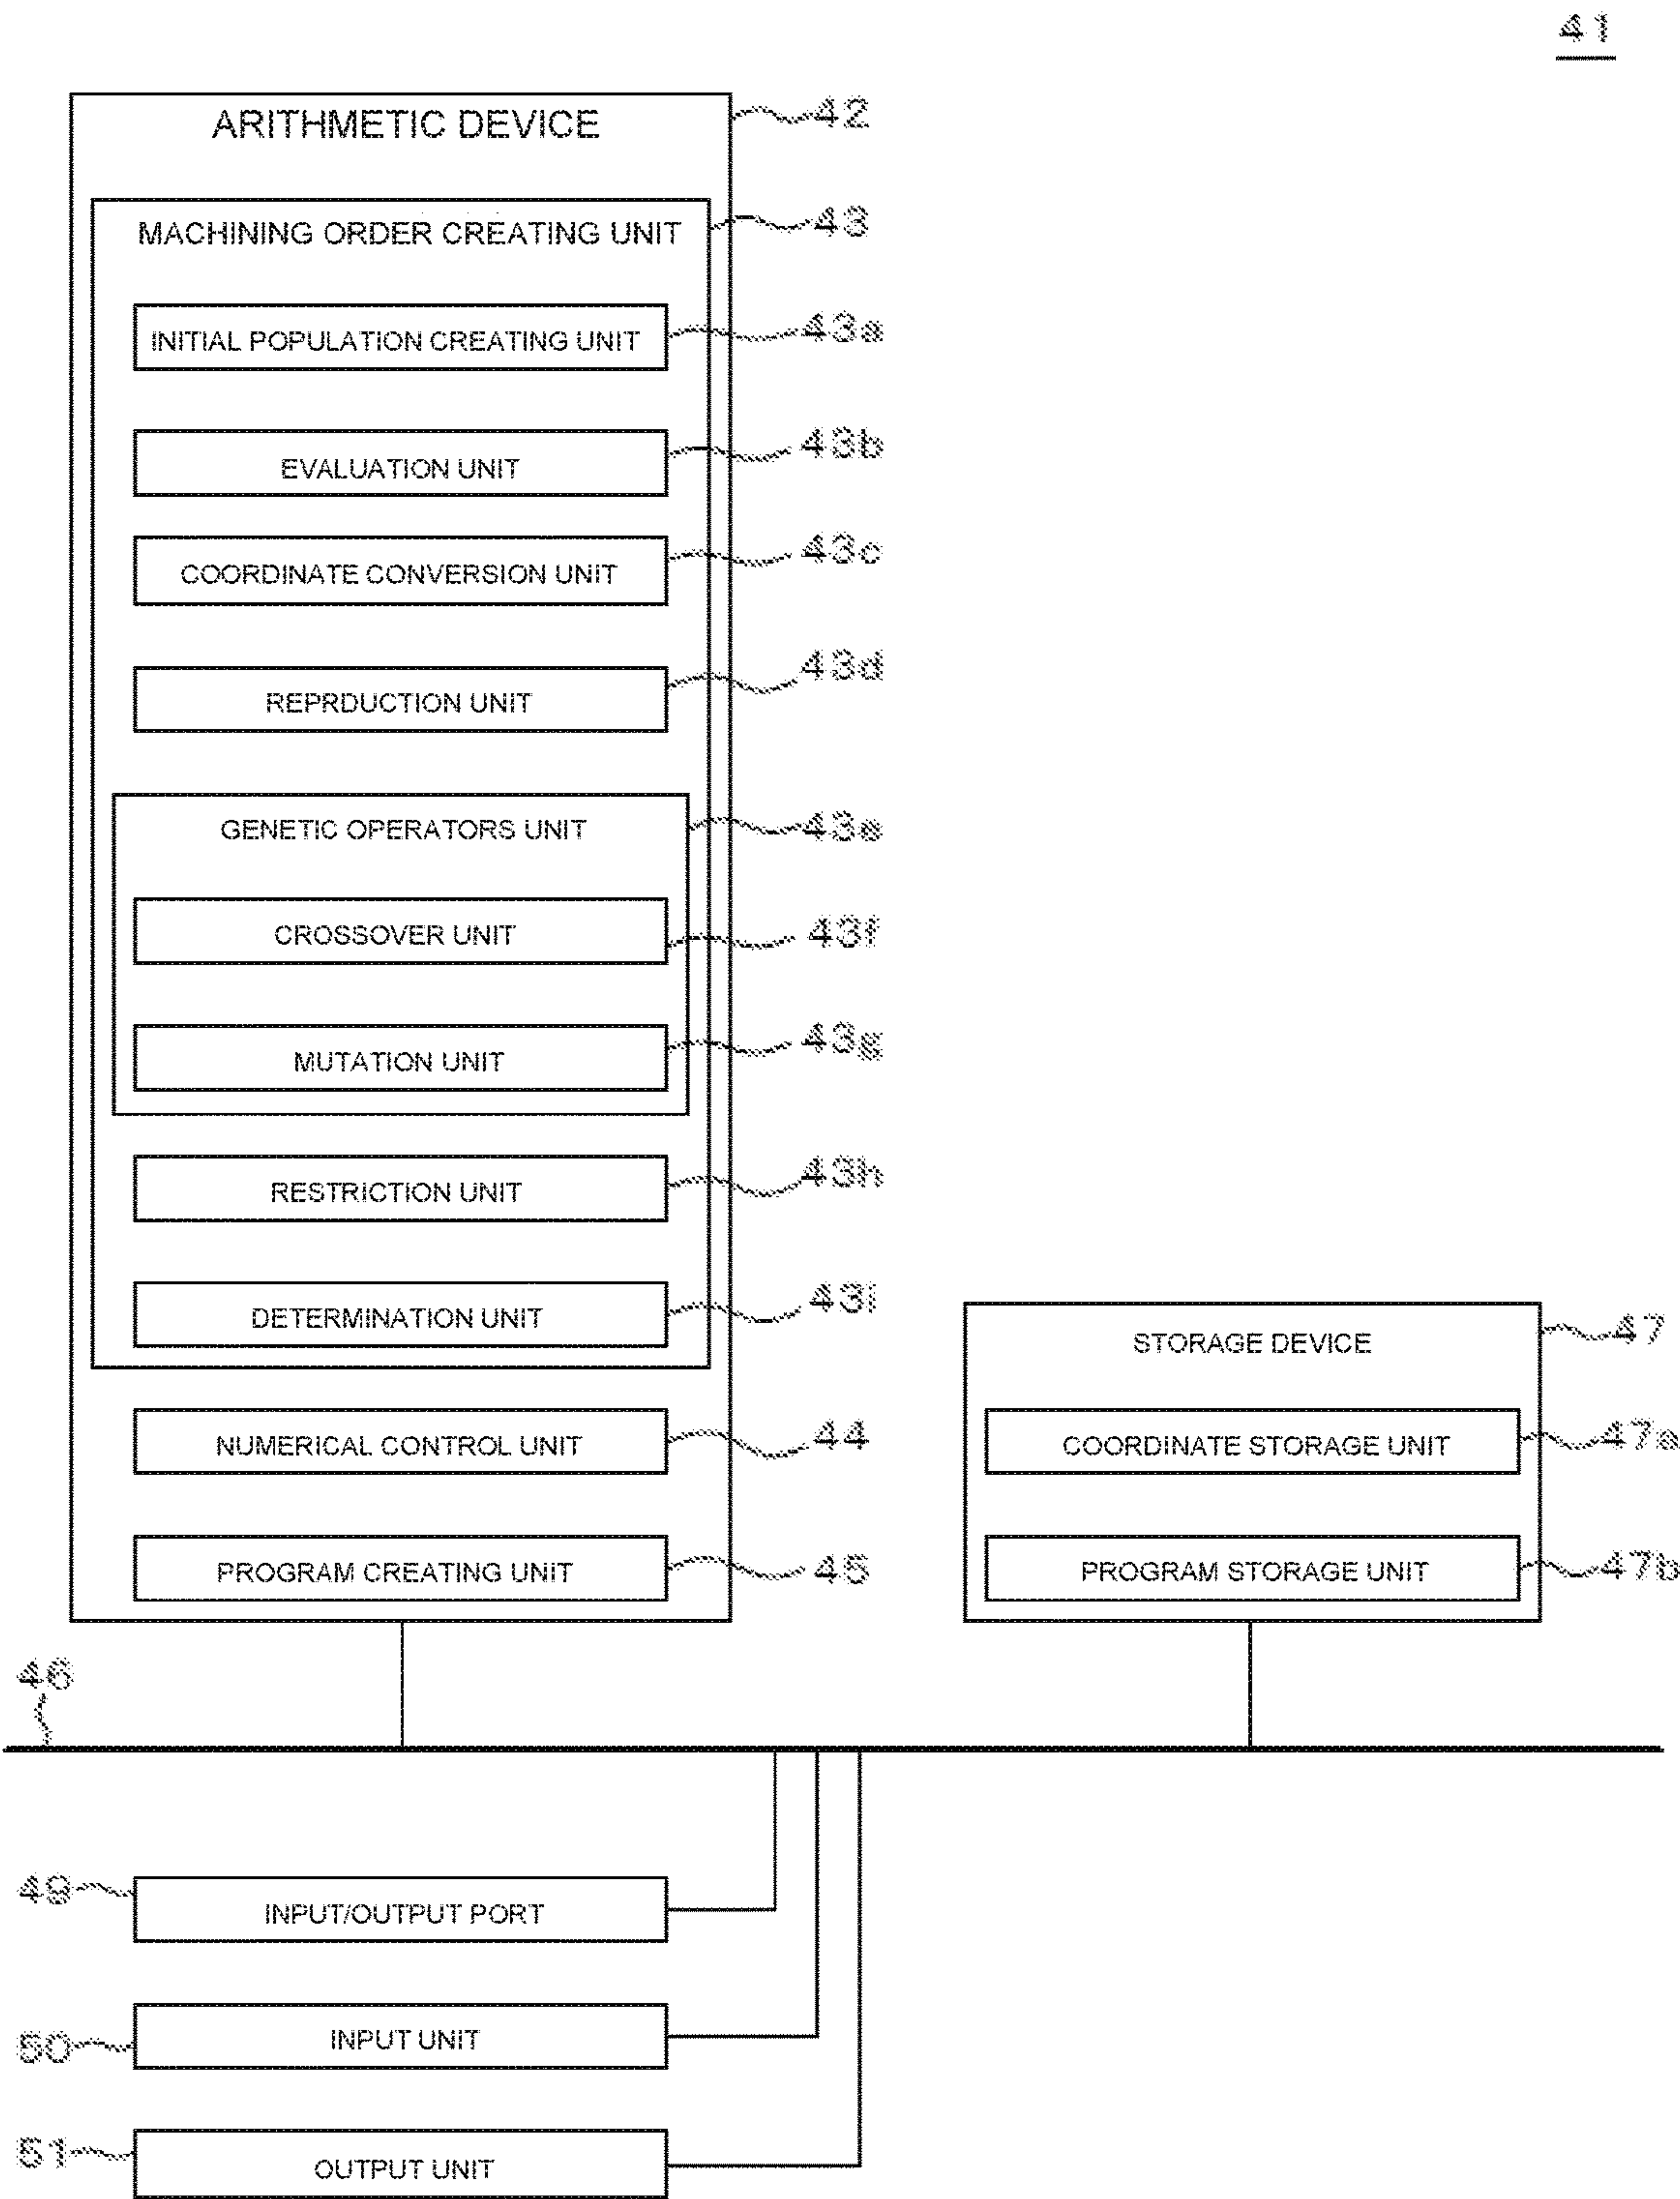 41
ARITHMETIC DEVICE
42
MACHINING ORDER CREATING UNIT
43
INITIAL POPULATION CREATING UNIT
43a
EVALUATION UNIT
43b
COORDINATE CONVERSION UNIT
43c
REPRDUCTION UNIT
43d
GENETIC OPERATORS UNIT
43e
CROSSOVER UNIT
43f
MUTATION UNIT
43g
RESTRICTION UNIT
43h
DETERMINATION UNIT
43i
NUMERICAL CONTROL UNIT
44
PROGRAM CREATING UNIT
45
STORAGE DEVICE
47
COORDINATE STORAGE UNIT
47a
PROGRAM STORAGE UNIT
47b
46
49
INPUT/OUTPUT PORT
50
INPUT UNIT
51
OUTPUT UNIT